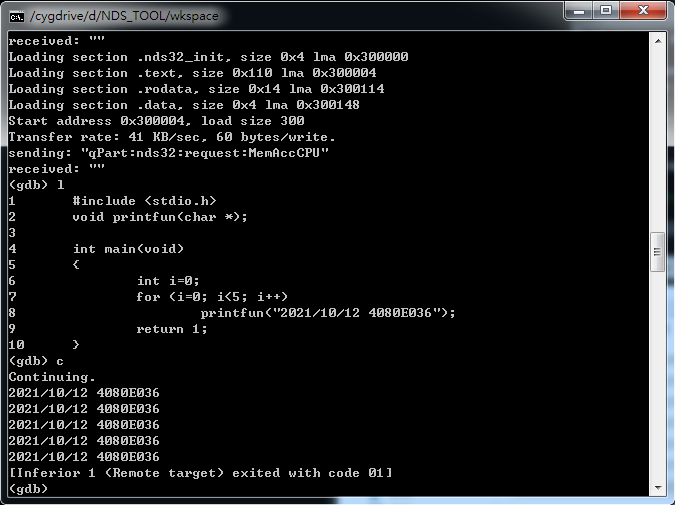 /cygdrive/d/NDS_TOOL/wkspace
received: ""
Loading section .nds32_init, size 0x4 lma 0x300000
Loading section .text, size 0x110 lma 0x300004
Loading section .rodata, size 0x14 lma 0x300114
Loading section .data, size 0x4 lma 0x300148
Start address 0x300004, load size 300
Transfer rate: 41 KB/sec, 60 bytes/write.
sending: "qPart:nds32:request:MemAccCPU"
received: ""
(gdb) l
1       #include <stdio.h>
2       void printfun(char *);
3
4       int main(void)
5       {
6               int i=0;
7               for (i=0; i<5; i++)
8                       printfun("2021/10/12 4080E036");
9               return 1;
10      }
(gdb) c
Continuing.
2021/10/12 4080E036
2021/10/12 4080E036
2021/10/12 4080E036
2021/10/12 4080E036
2021/10/12 4080E036
[Inferior 1 (Remote target) exited with code 01]
(gdb)